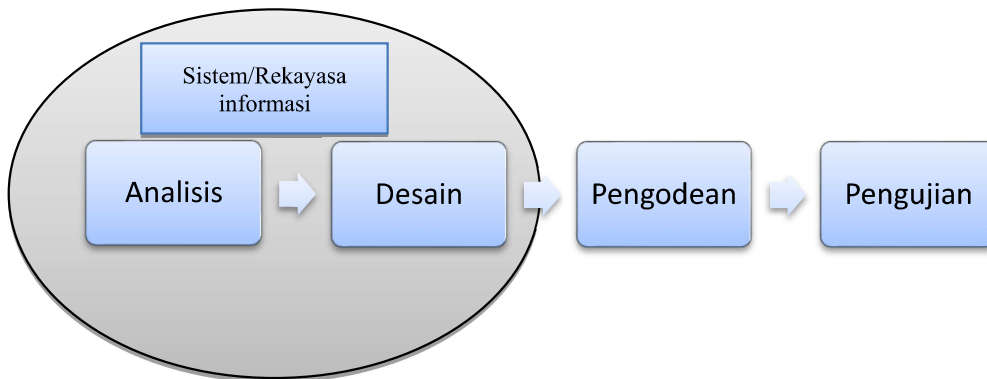 Sistem/Rekayasa
informasi
Analisis
Desain
Pengodean
Pengujian